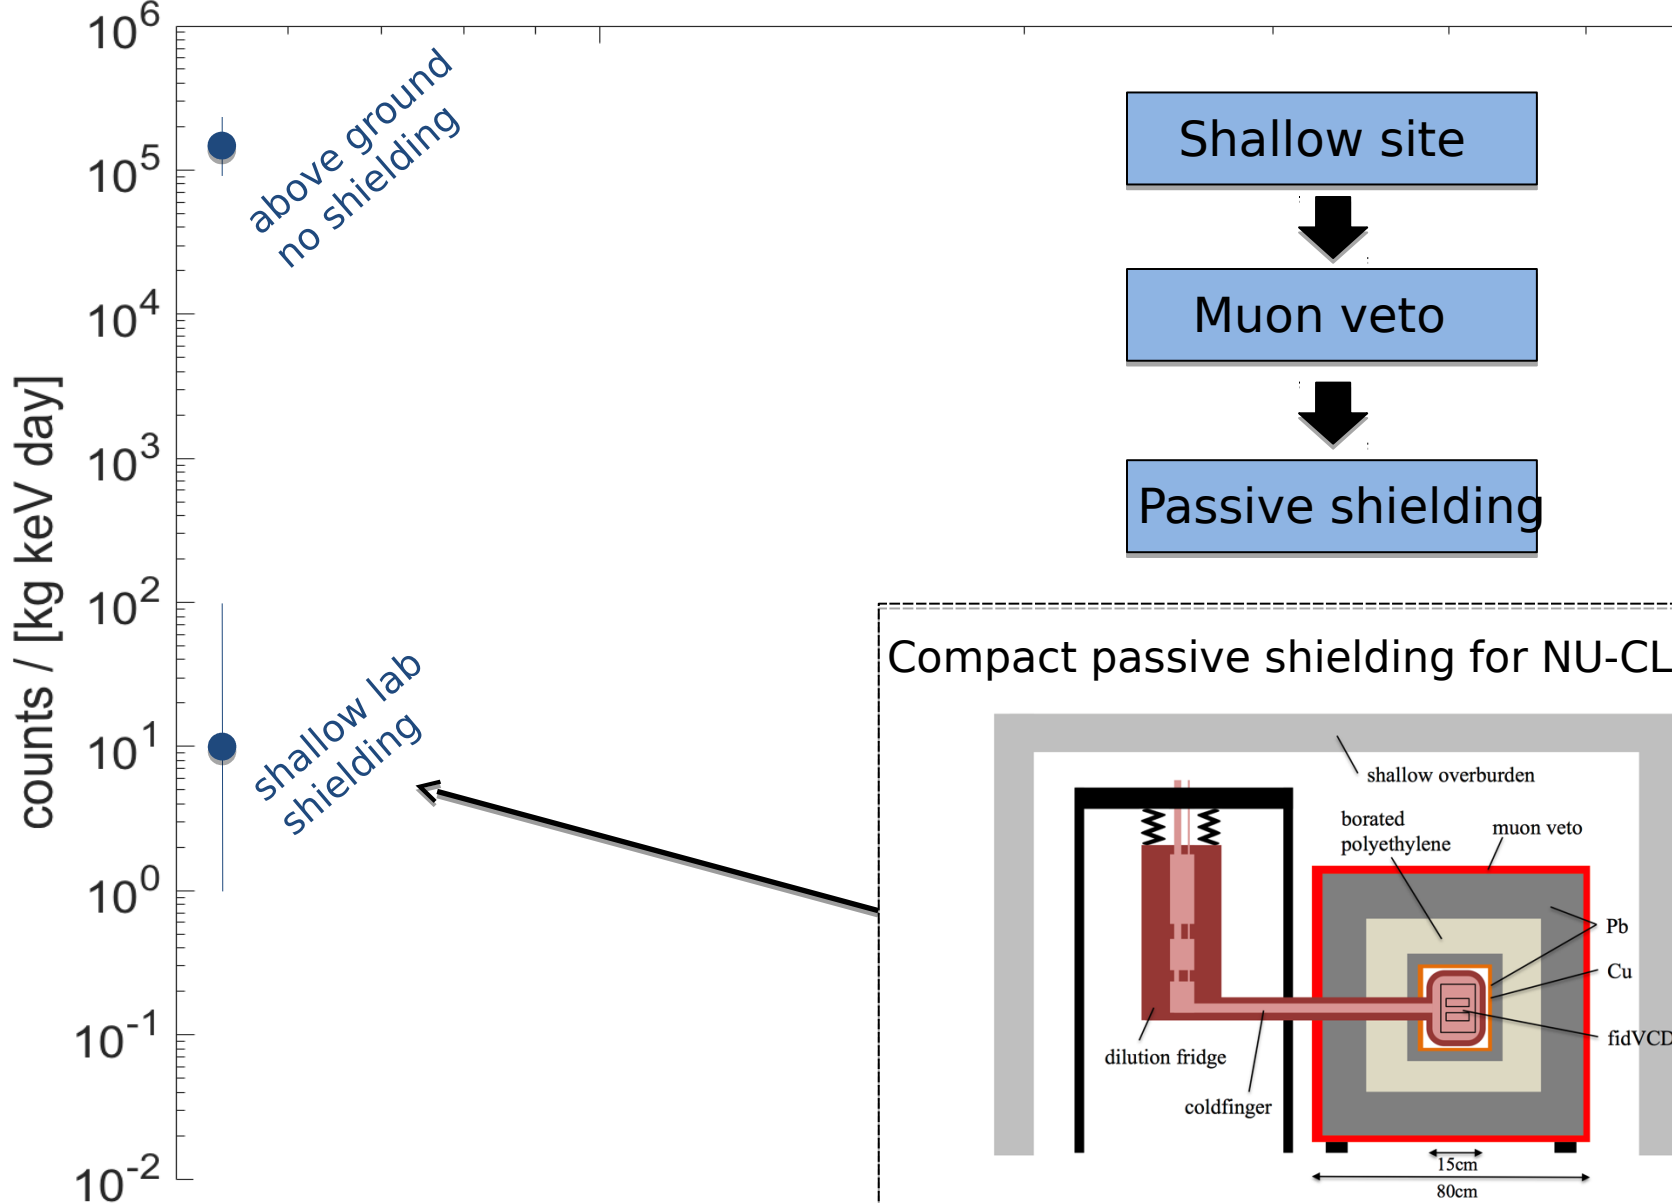 10^6
10^5
10^4
10^3
10^2
10^1
10^0
10^-1
10^-2
counts / [kg keV day]
above ground
no shielding
shallow lab
shielding
Shallow site
Muon veto
Passive shielding
Compact passive shielding for NU-CL
shallow overburden
borated
polyethylene
muon veto
Pb
Cu
fidVCD
dilution fridge
coldfinger
15cm
80cm